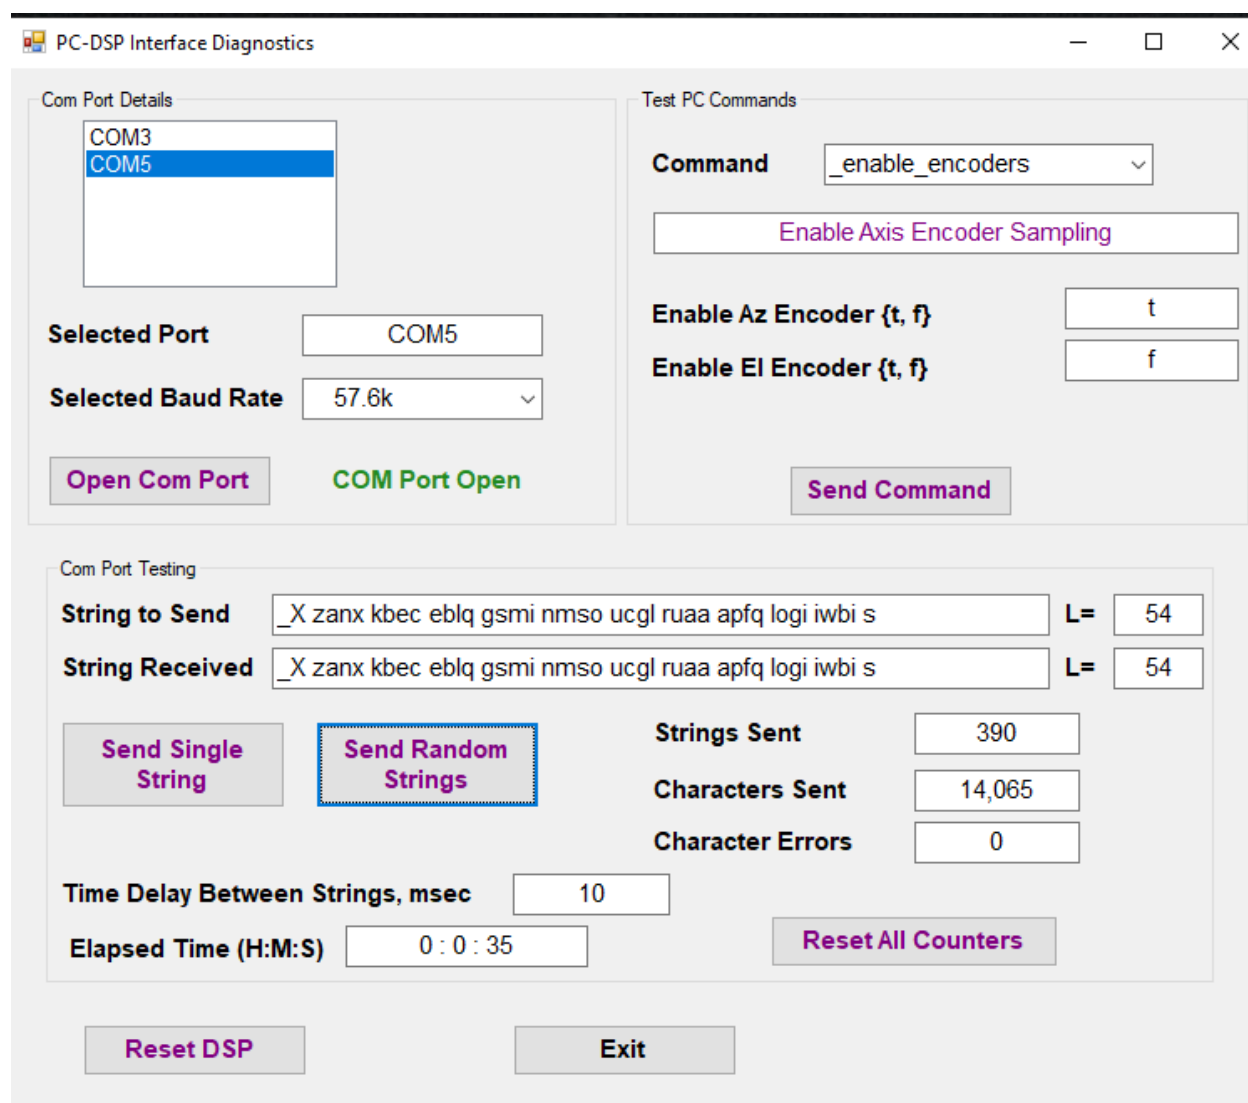 PC-DSP Interface Diagnostics
Com Port Details
COM3
COM5
Selected Port COM5
Selected Baud Rate 57.6k
Open Com Port COM Port Open
Test PC Commands
Command _enable_encoders
Enable Axis Encoder Sampling
Enable Az Encoder {t, f} t
Enable El Encoder {t, f} f
Send Command
Com Port Testing
String to Send _X zanx kbec eblq gsmi nmso ucgl ruaa apfq logi iwbi s L= 54
String Received _X zanx kbec eblq gsmi nmso ucgl ruaa apfq logi iwbi s L= 54
Send Single
String
Send Random
Strings
Strings Sent 390
Characters Sent 14,065
Character Errors 0
Time Delay Between Strings, msec 10
Elapsed Time (H:M:S) 0 : 0 : 35
Reset All Counters
Reset DSP
Exit